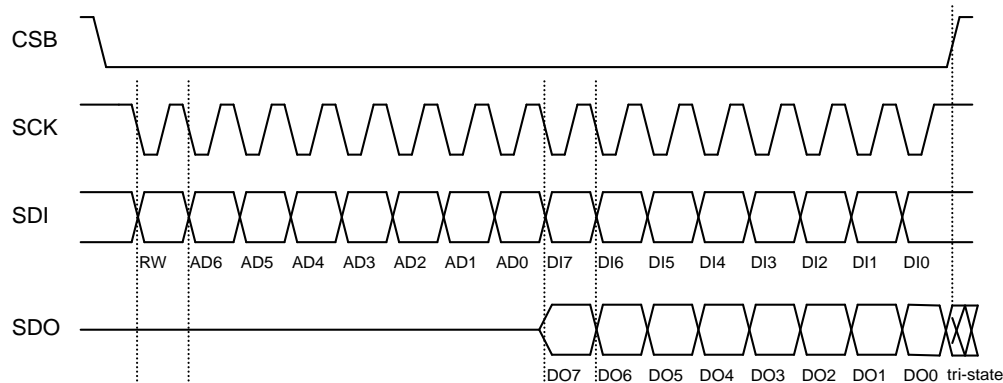 CSB
SCK
SDI
RW AD6 AD5 AD4 AD3 AD2 AD1 AD0 DI7 DI6 DI5 DI4 DI3 DI2 DI1 DI0
SDO
DO7 DO6 DO5 DO4 DO3 DO2 DO1 DO0 tri-state